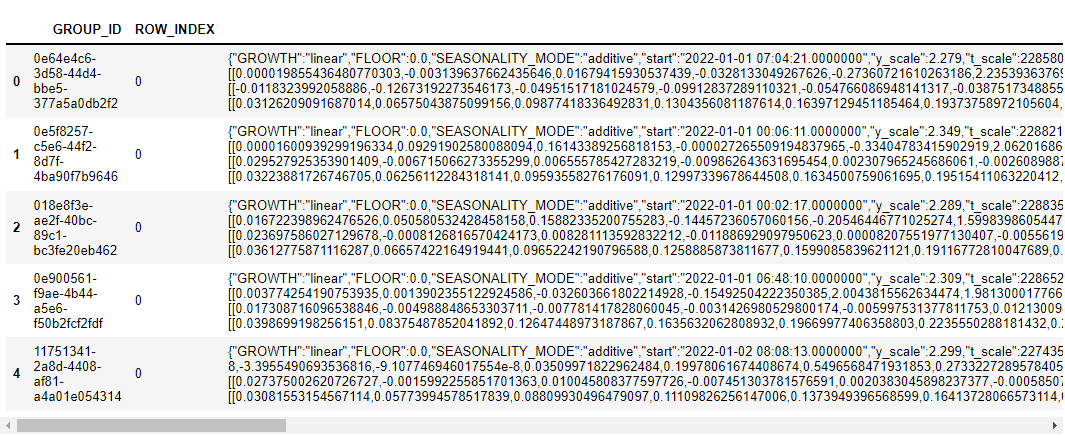 GROUP_ID ROW_INDEX
0e64e4c6- {"GROWTH":"linear","FLOOR":0.0,"SEASONALITY_MODE":"additive","start":"2022-01-01 07:04:21.0000000","y_scale":2.279,"t_scale":228580
3d58-44d4- [[0.000019855436480770303,-0.003139637662435646,0.01679415930537439,-0.0328133049267626,-0.27360721610263186,2.23539363769
0 0
bbe5- [[-0.0118323992058886,-0.12673192273546173,-0.04951517181024579,-0.09912837289110321,-0.054766086948141317,-0.0387517348855
377a5a0db2f2 [[0.03126209091687014,0.06575043875099156,0.09877418336492831,0.1304356081187614,0.16397129451185464,0.19373758972105604,
0e5f8257- {"GROWTH":"linear","FLOOR":0.0,"SEASONALITY_MODE":"additive","start":"2022-01-01 00:06:11.0000000","y_scale":2.349,"t_scale":228821
c5e6-44f2- [[0.00001600939299196334,0.09291902580088094,0.16143389256818153,-0.000027265509194837965,-0.33404783415902919,2.06201686
1 0
8d7f- [[0.029527925353901409,-0.006715066273355299,0.006555785427283219,-0.009862643631695454,0.002307965245686061,-0.0026089887
4ba90f7b9646 [[0.03223881726746705,0.06256112284318141,0.09593558276176091,0.12997339678644508,0.1634500759061695,0.19515411063220412,
018e8f3e- {"GROWTH":"linear","FLOOR":0.0,"SEASONALITY_MODE":"additive","start":"2022-01-01 00:02:17.0000000","y_scale":2.289,"t_scale":228835
ae2f-40bc- [[0.016722398962476526,0.050580532428458158,0.15882335200755283,-0.14457236057060156,-0.20546446771025274,1.5998398605447
2 0
89c1- [[0.023697586027129678,-0.0008126816570424173,0.008281113592832212,-0.011886929097950623,0.00008207551977130407,-0.0055619
bc3fe20eb462 [[0.03612775871116287,0.06657422164919441,0.09652242190796588,0.1258885873811677,0.1599085839621121,0.19116772810047689,0.
0e900561- {"GROWTH":"linear","FLOOR":0.0,"SEASONALITY_MODE":"additive","start":"2022-01-01 06:48:10.0000000","y_scale":2.309,"t_scale":228652
f9ae-4b44- [[0.003774254190753935,0.0013902355122924586,-0.032603661802214928,-0.15492504222350385,2.0043815562634474,1.981300017766
3 0
a5e6- [[0.017308716096538846,-0.00498848653303711,-0.007781417828060045,-0.0031426980529800174,-0.005997531377811753,0.01213009
f50b2fcf2fdf [[0.0398699198256151,0.08375487852041892,0.12647448973187867,0.1635632062808932,0.19669977406358803,0.22355502881​81432,0.2
11751341- {"GROWTH":"linear","FLOOR":0.0,"SEASONALITY_MODE":"additive","start":"2022-01-02 08:08:13.0000000","y_scale":2.299,"t_scale":227435
2a8d-4408- 8,-3.3955490693536816,-9.107746946017554e-8,0.03509971822962484,0.19978061674408674,0.5496568471931853,0.27332272895784​05
4 0
af81- [[0.027375002620726727,-0.0015992255851701363,0.010045808377597726,-0.007451303781576591,0.0020383045898237377,-0.00058507
a4a01e054314 [[0.03081553154567114,0.05773994578517839,0.08809930496479097,0.11109826256147006,0.1373949396568599,0.16413728066573114,0